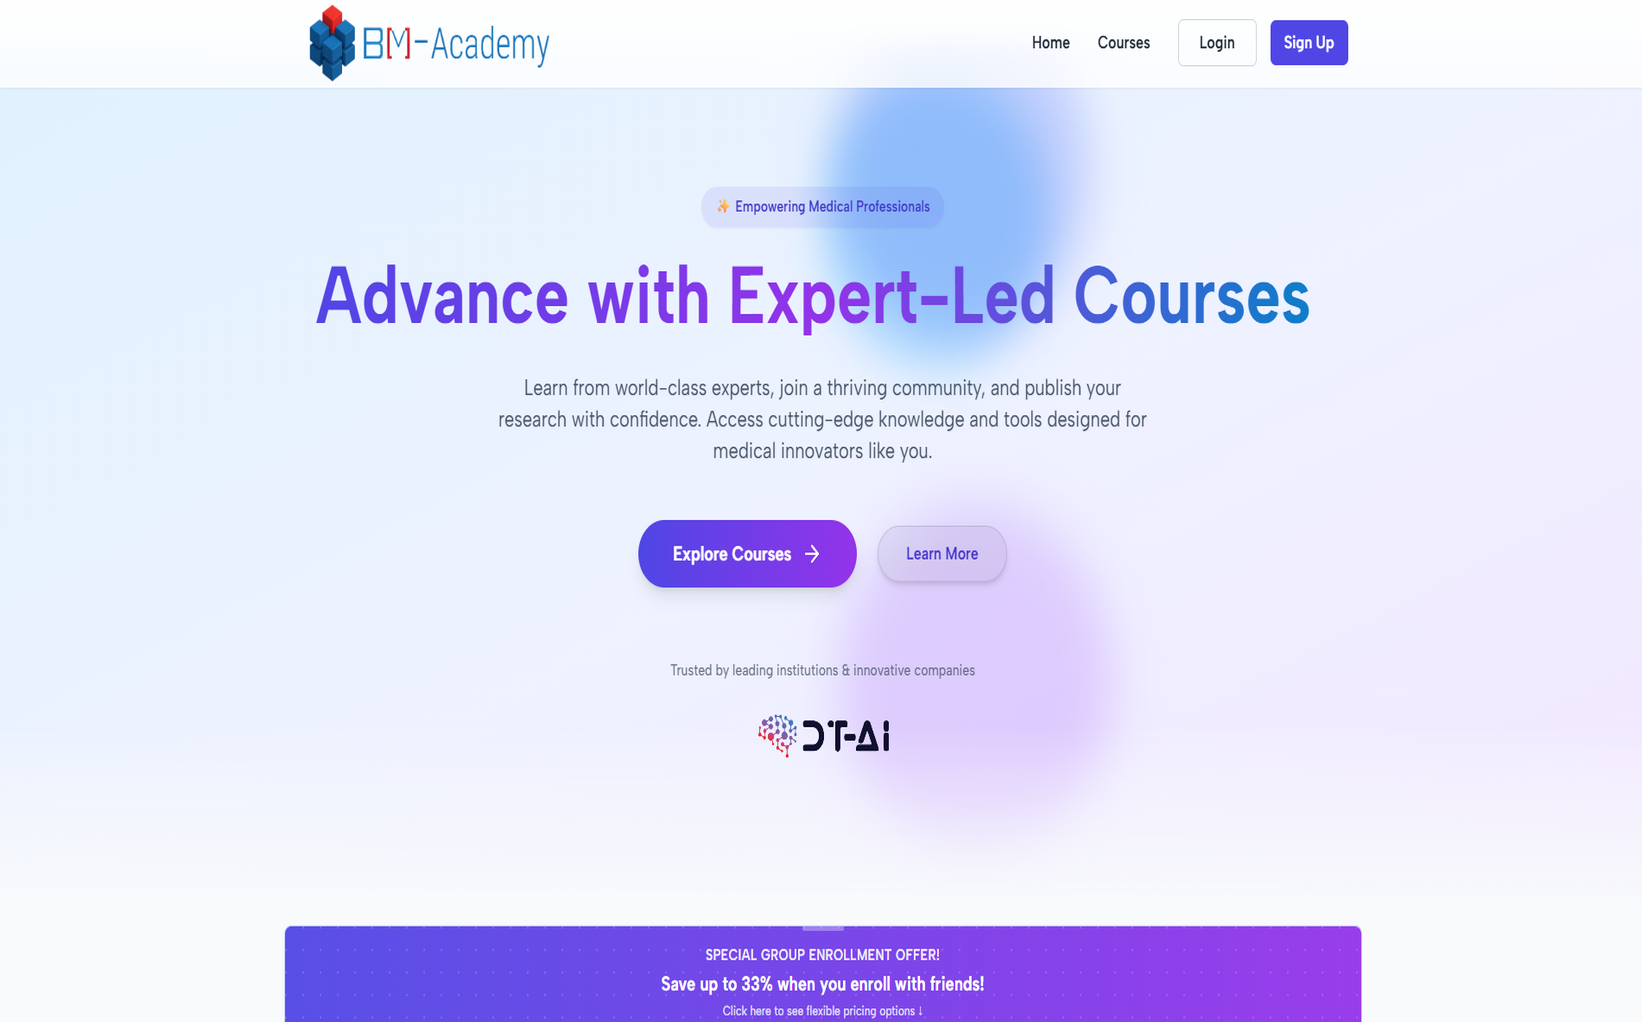 BM-Academy
Home
Courses
Login
Sign Up
✨ Empowering Medical Professionals
Advance with Expert-Led Courses
Learn from world-class experts, join a thriving community, and publish your
research with confidence. Access cutting-edge knowledge and tools designed for
medical innovators like you.
Explore Courses →
Learn More
Trusted by leading institutions & innovative companies
DT-Ai
SPECIAL GROUP ENROLLMENT OFFER!
Save up to 33% when you enroll with friends!
Click here to see flexible pricing options ↓